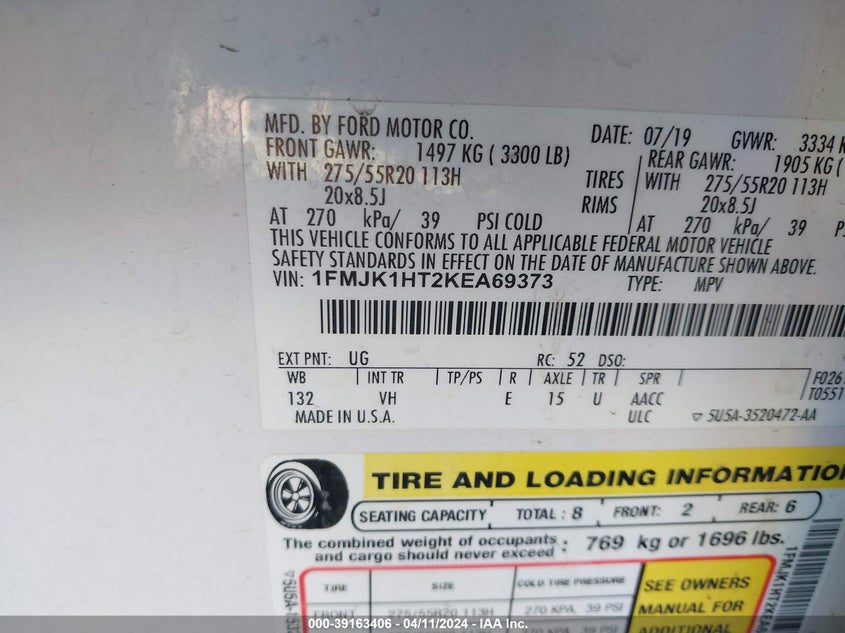 MFD. BY FORD MOTOR CO. DATE: 07/19 GVWR: 3334 K
FRONT GAWR: 1497 KG ( 3300 LB) REAR GAWR: 1905 KG (
WITH 275/55R20 113H TIRES WITH 275/55R20 113H
20x8.5J RIMS 20x8.5J
AT 270 kPa/ 39 PSI COLD AT 270 kPa/ 39 PS
THIS VEHICLE CONFORMS TO ALL APPLICABLE FEDERAL MOTOR VEHICLE
SAFETY STANDARDS IN EFFECT ON THE DATE OF MANUFACTURE SHOWN ABOVE.
VIN: 1FMJK1HT2KEA69373 TYPE: MPV
EXT PNT: UG RC: 52 DSO:
WB INT TR TP/PS R AXLE TR SPR F026
132 VH E 15 U AACC T0551
MADE IN U.S.A. ULC ▽ 5U5A-3520472-AA
TIRE AND LOADING INFORMATION
SEATING CAPACITY TOTAL : 8 FRONT: 2 REAR: 6
The combined weight of occupants and cargo should never exceed : 769 kg or 1696 lbs.
TIRE SIZE COLD TIRE PRESSURE SEE OWNERS
FRONT 275/55R20 113H 270 KPA, 39 PSI MANUAL FOR
ADDITIONAL
000-39163406 - 04/11/2024 - IAA Inc.